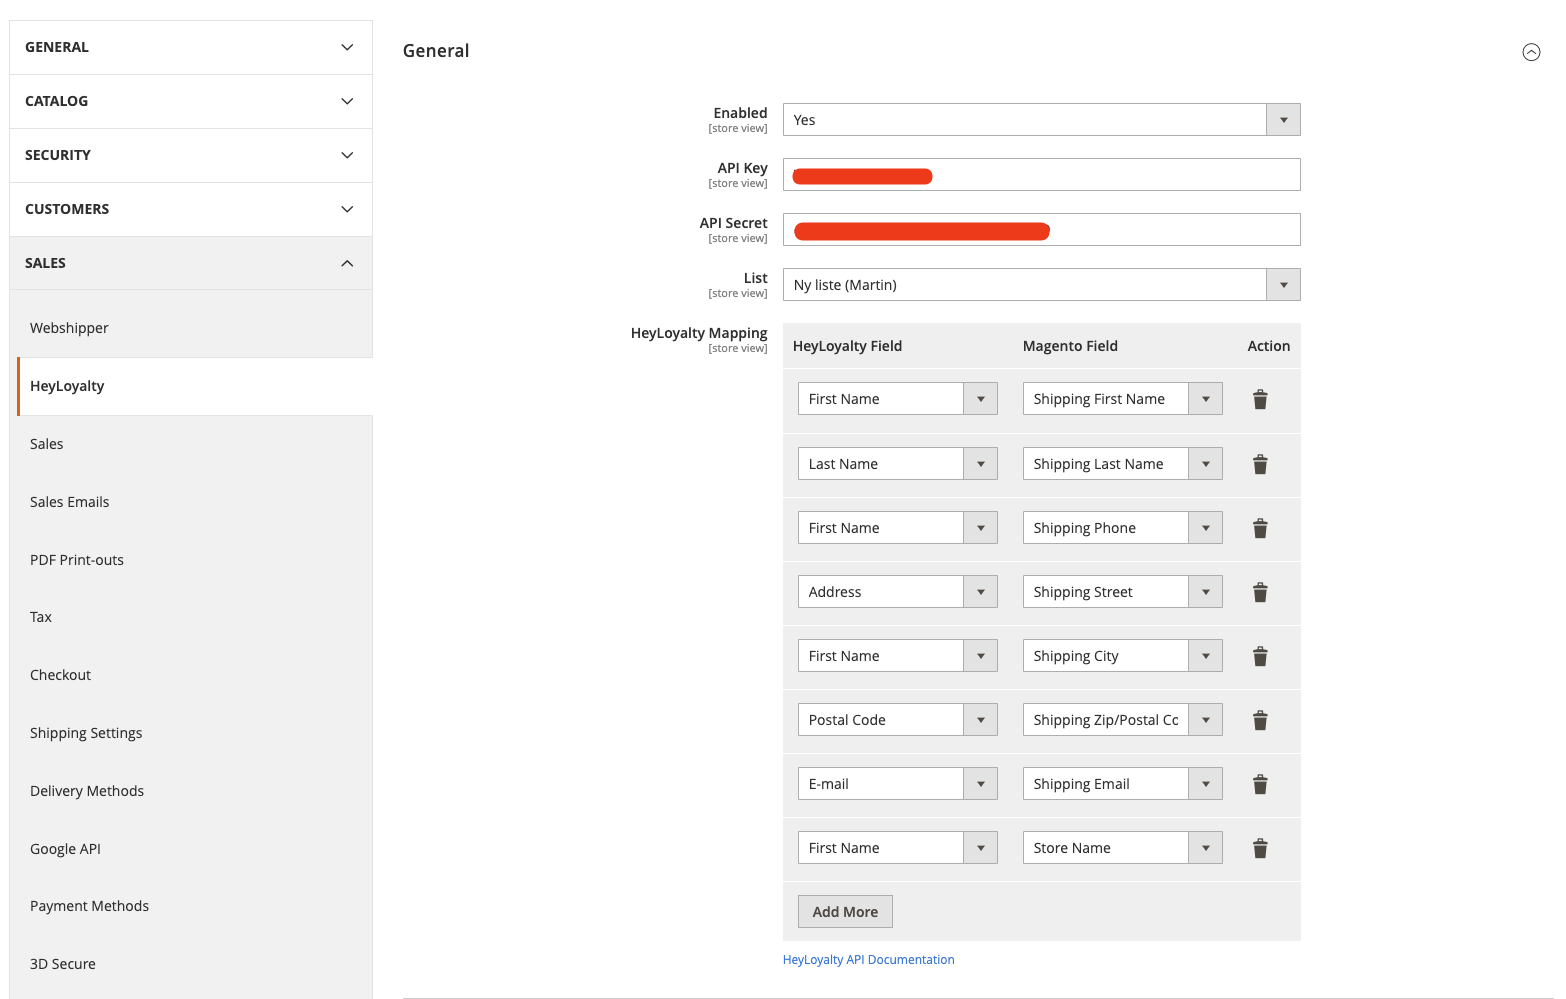 GENERAL
CATALOG
SECURITY
CUSTOMERS
SALES
Webshipper
HeyLoyalty
Sales
Sales Emails
PDF Print-outs
Tax
Checkout
Shipping Settings
Delivery Methods
Google API
Payment Methods
3D Secure
General
Enabled
[store view]
Yes
API Key
[store view]
API Secret
[store view]
List
[store view]
Ny liste (Martin)
HeyLoyalty Mapping
[store view]
HeyLoyalty Field Magento Field Action
First Name Shipping First Name
Last Name Shipping Last Name
First Name Shipping Phone
Address Shipping Street
First Name Shipping City
Postal Code Shipping Zip/Postal Co
E-mail Shipping Email
First Name Store Name
Add More
HeyLoyalty API Documentation